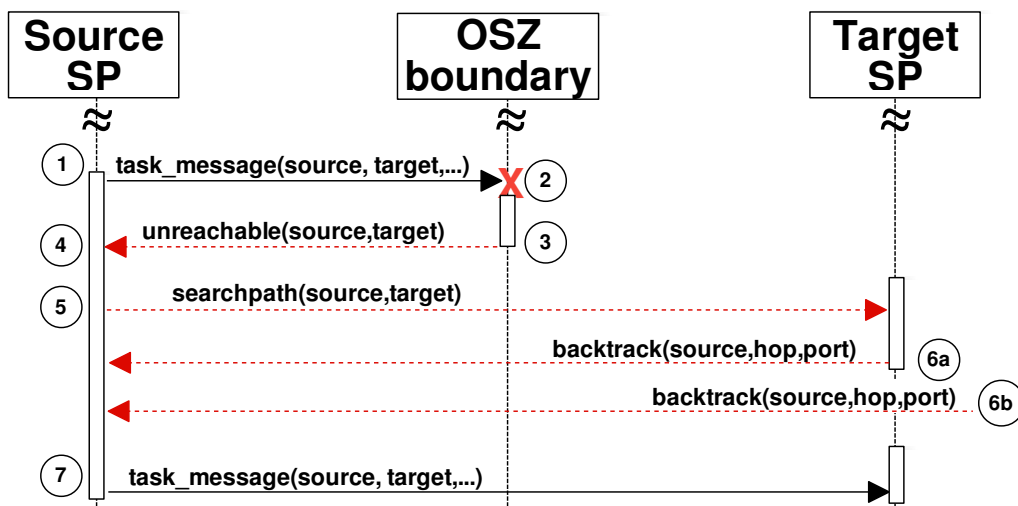 Source
SP
OSZ
boundary
Target
SP
1
task_message(source, target,...)
X
2
unreachable(source,target)
3
4
searchpath(source,target)
5
backtrack(source,hop,port)
6a
backtrack(source,hop,port)
6b
7
task_message(source, target,...)